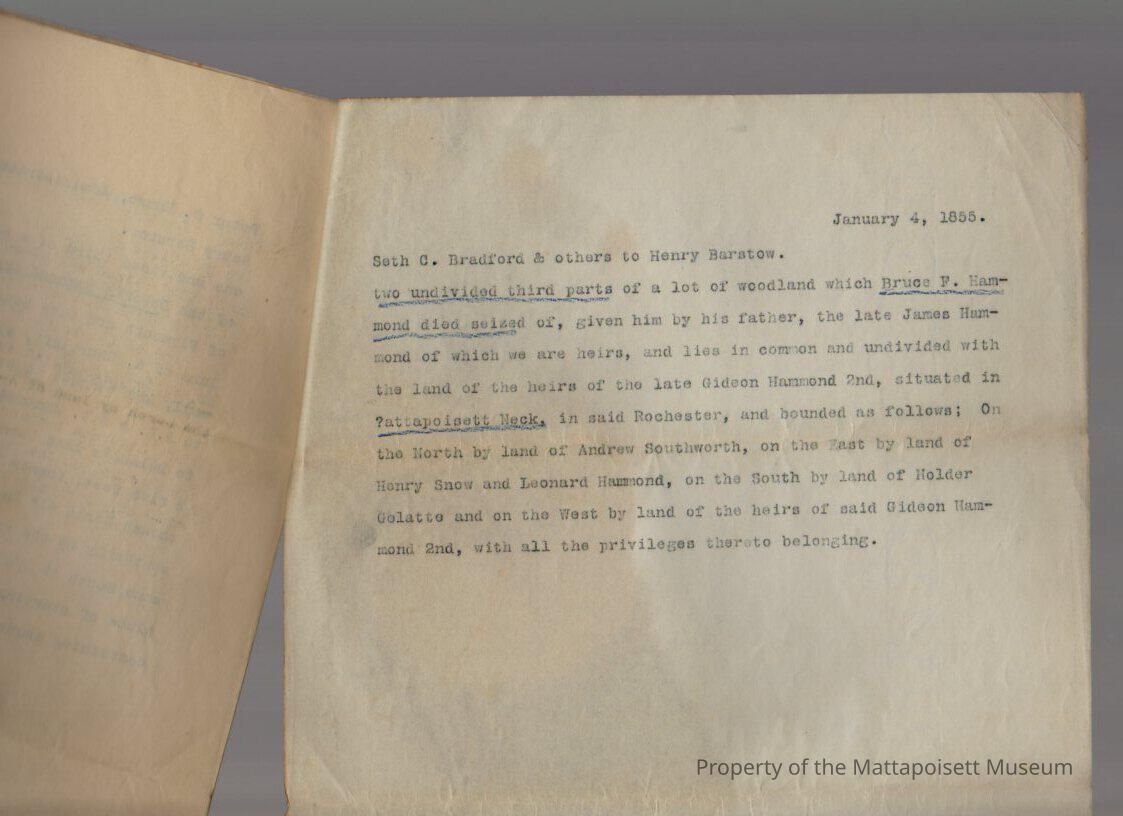 January 4, 1855.
Seth C. Bradford & others to Henry Barstow.
two undivided third parts of a lot of woodland which Bruce F. Ham-
mond died seized of, given him by his father, the late James Ham-
mond of which we are heirs, and lies in common and undivided with
the land of the heirs of the late Gideon Hammond 2nd, situated in
?attapoisett Neck, in said Rochester, and bounded as follows; On
the North by land of Andrew Southworth, on the East by land of
Henry Snow and Leonard Hammond, on the South by land of Holder
Gelatte and on the West by land of the heirs of said Gideon Ham-
mond 2nd, with all the privileges thereto belonging.
Property of the Mattapoisett Museum